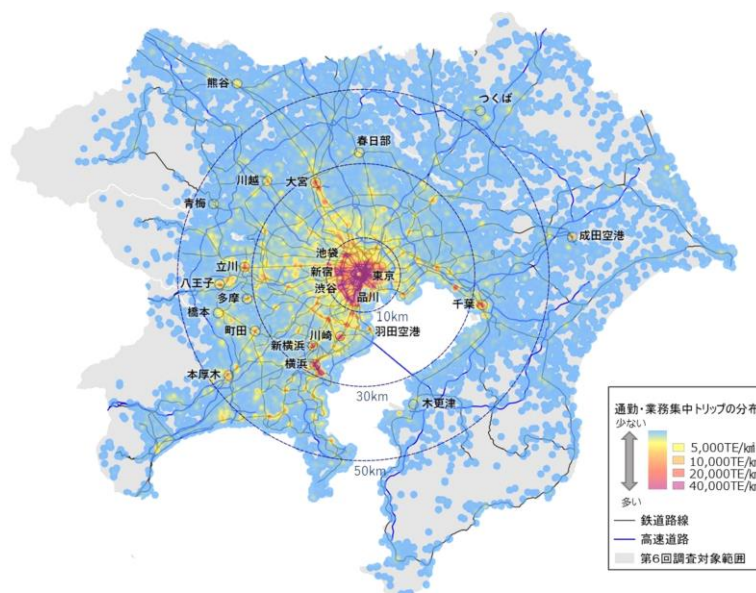 熊谷
つくば
春日部
川越
大宮
青梅
成田空港
池袋
立川
新宿
東京
八王子
渋谷
品川
多摩
千葉
橋本
10km
町田
川崎
羽田空港
新横浜
横浜
本厚木
30km
木更津
50km
通勤・業務集中トリップの分布
少ない
5,000TE/㎢
10,000TE/k
20,000TE/k
40,000TE/k
多い
鉄道路線
高速道路
第6回調査対象範囲